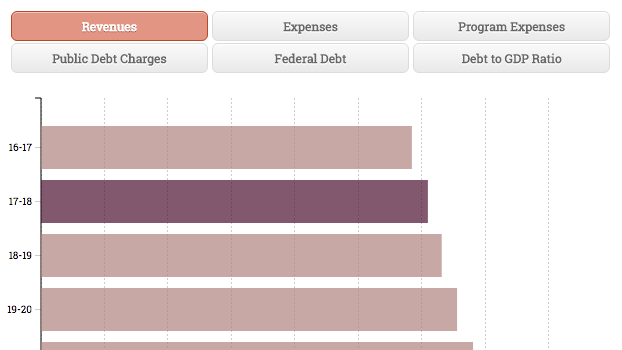 Revenues
Expenses
Program Expenses
Public Debt Charges
Federal Debt
Debt to GDP Ratio
16-17
17-18
18-19
19-20